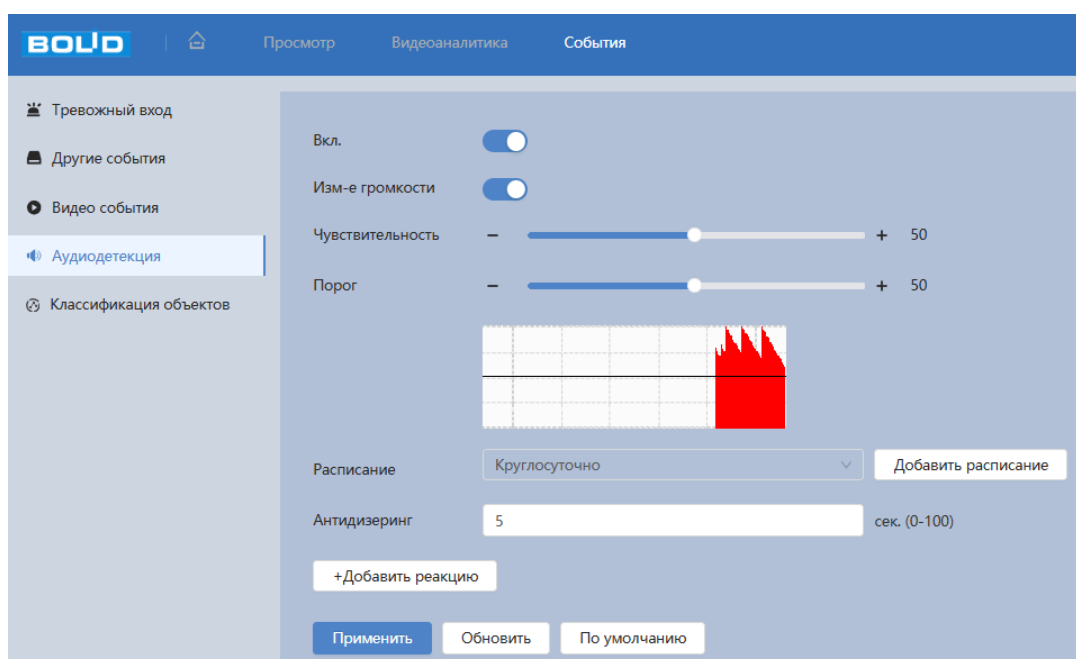 BOLID
Просмотр Видеоаналитика События
Тревожный вход
Другие события
Видео события
Аудиодетекция
Классификация объектов
Вкл.
Изм-е громкости
Чувствительность − + 50
Порог − + 50
Расписание Круглосуточно Добавить расписание
Антидизеринг 5 сек. (0-100)
+Добавить реакцию
Применить Обновить По умолчанию